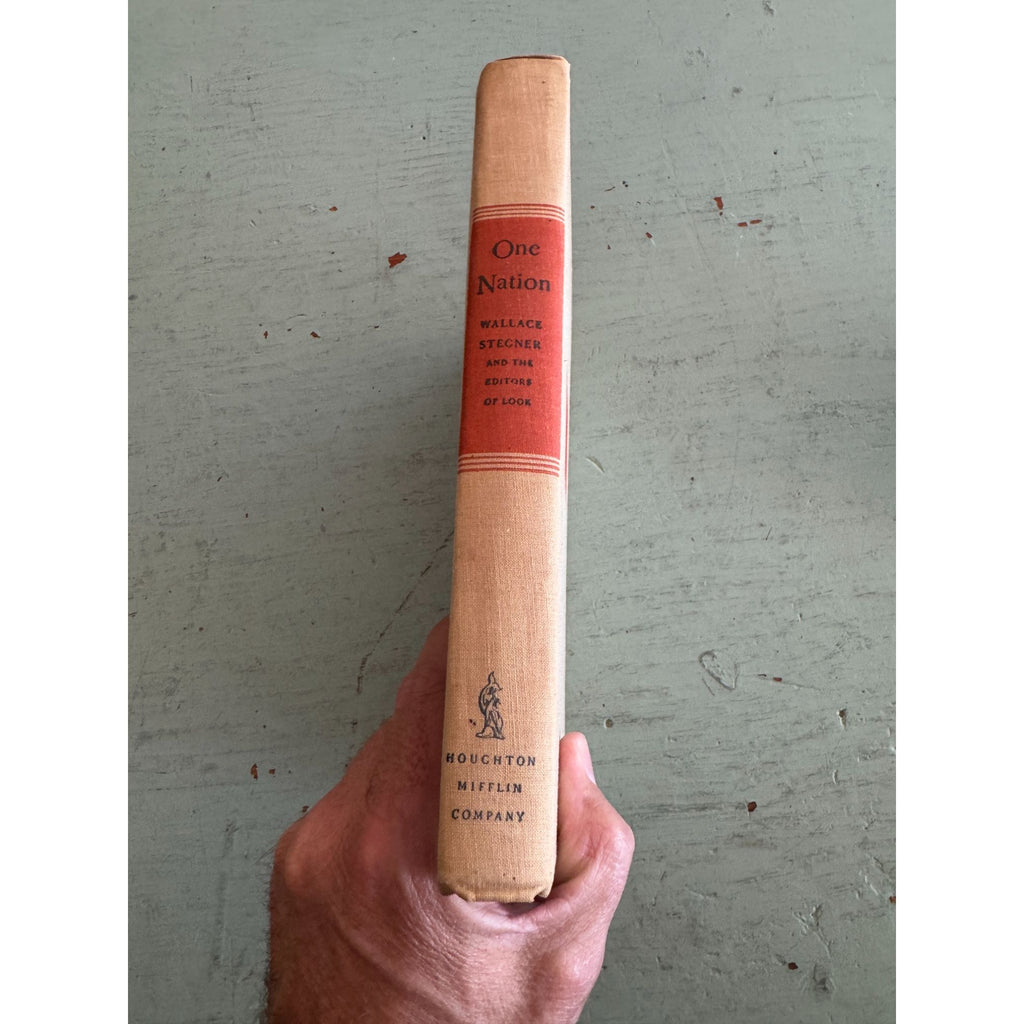 One
Nation
WALLACE
STEGNER
AND THE
EDITORS
OF LOOK
HOUGHTON
MIFFLIN
COMPANY